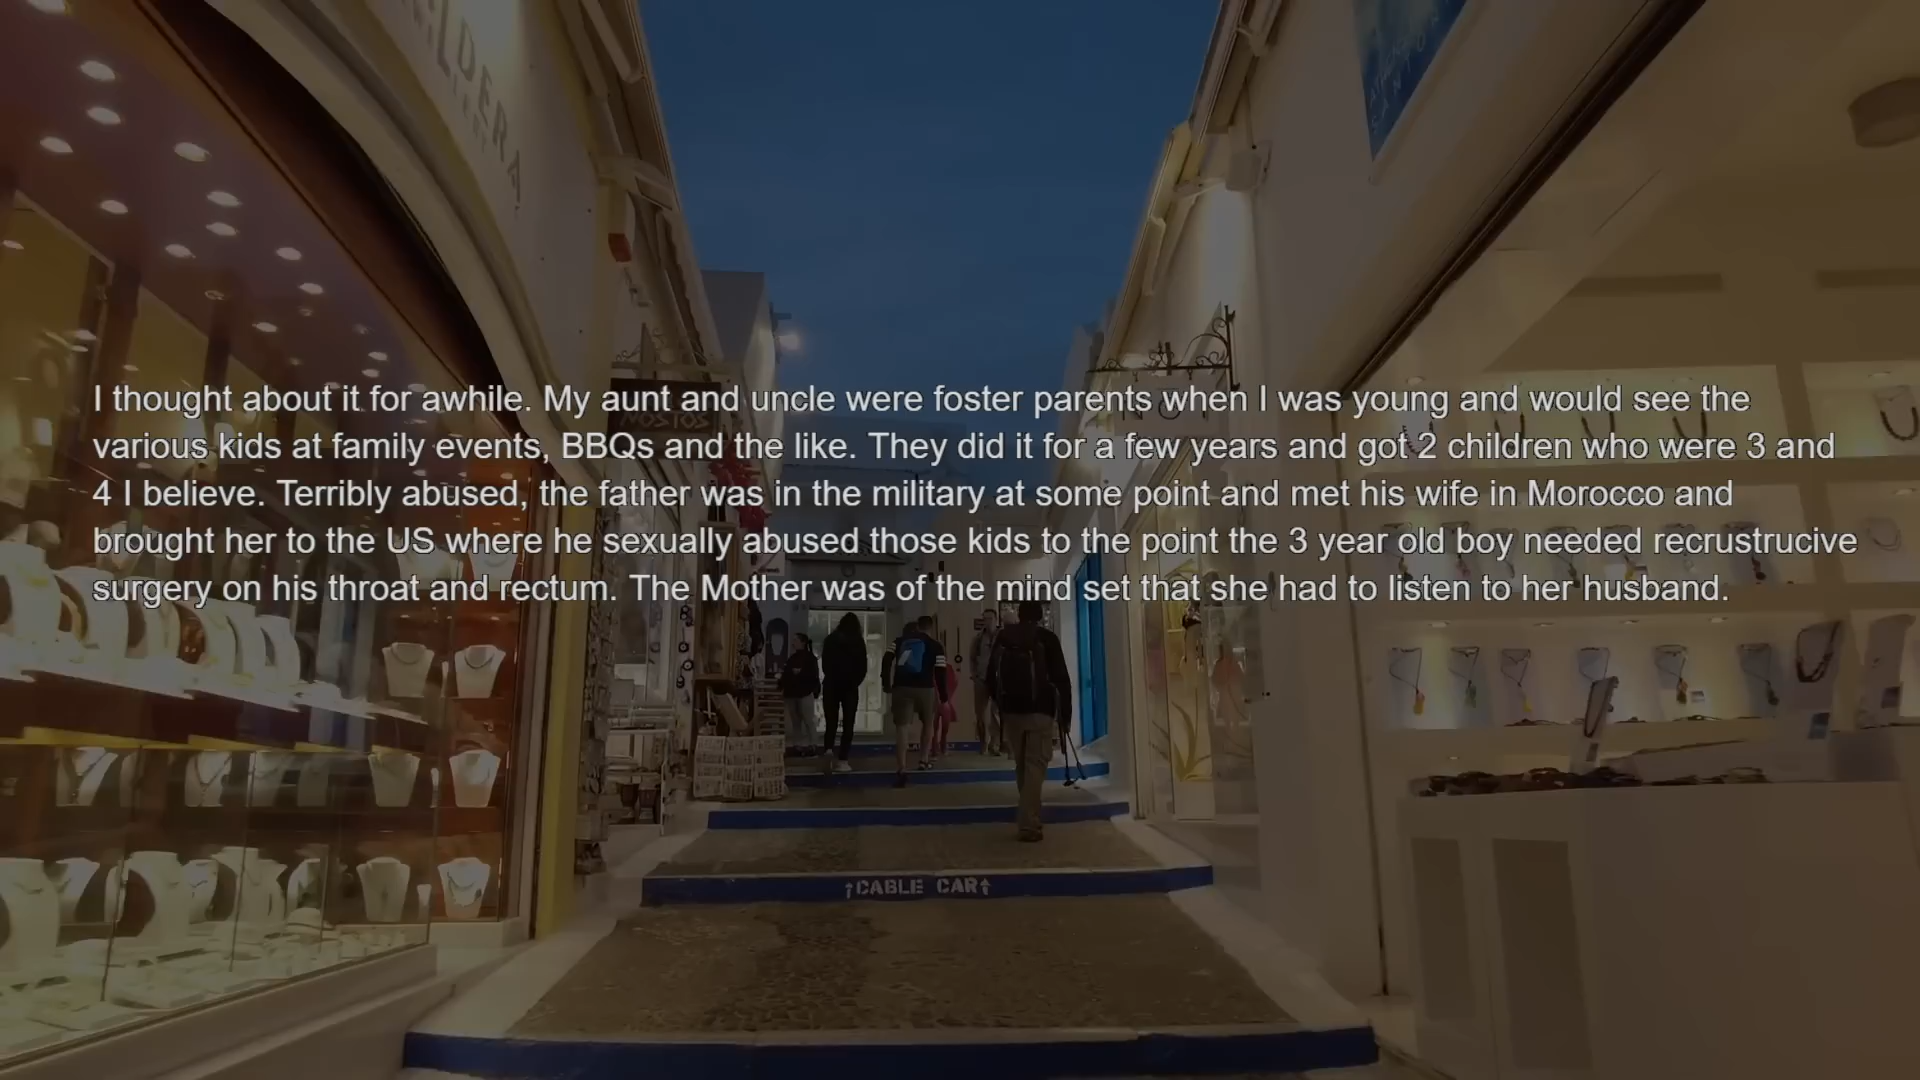 I thought about it for awhile. My aunt and uncle were foster parents when I was young and would see the
various kids at family events, BBQs and the like. They did it for a few years and got 2 children who were 3 and
4 I believe. Terribly abused, the father was in the military at some point and met his wife in Morocco and
brought her to the US where he sexually abused those kids to the point the 3 year old boy needed recrustrucive
surgery on his throat and rectum. The Mother was of the mind set that she had to listen to her husband.
NOSTOS
↑CABLE CAR↑